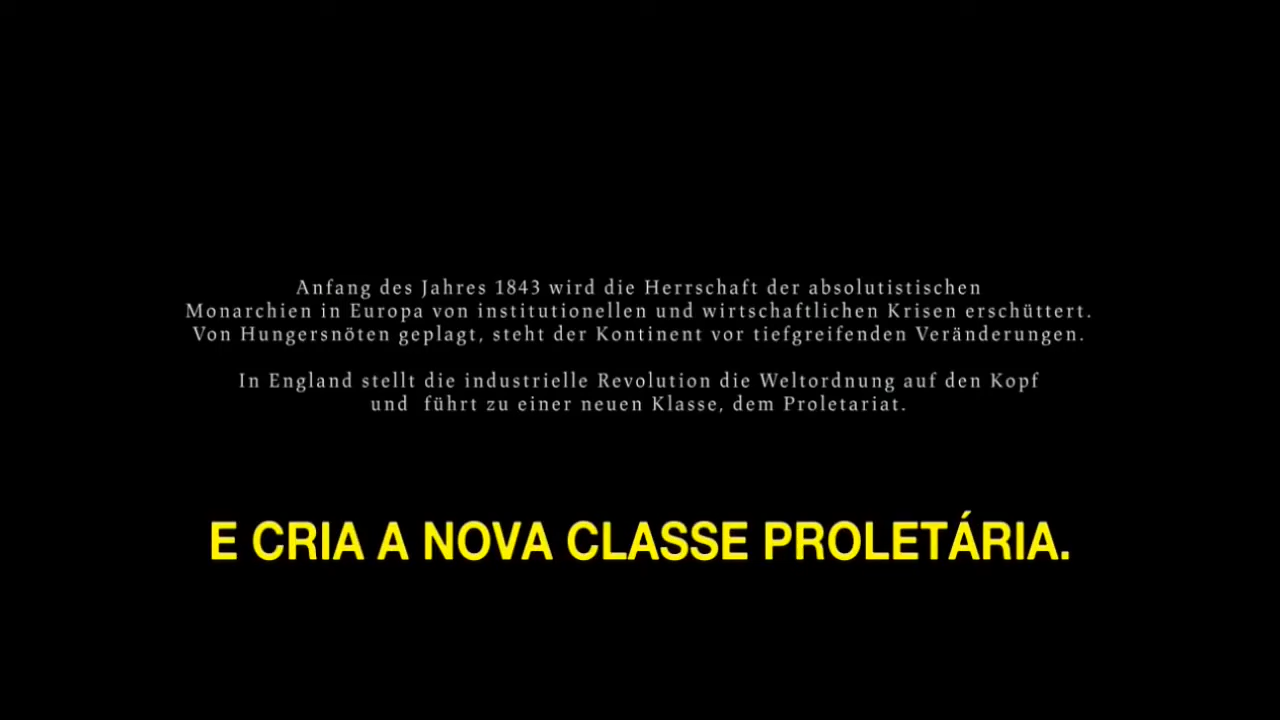 Anfang des Jahres 1843 wird die Herrschaft der absolutistischen
Monarchien in Europa von institutionellen und wirtschaftlichen Krisen erschüttert.
Von Hungersnöten geplagt, steht der Kontinent vor tiefgreifenden Veränderungen.
In England stellt die industrielle Revolution die Weltordnung auf den Kopf
und führt zu einer neuen Klasse, dem Proletariat.
E CRIA A NOVA CLASSE PROLETÁRIA.